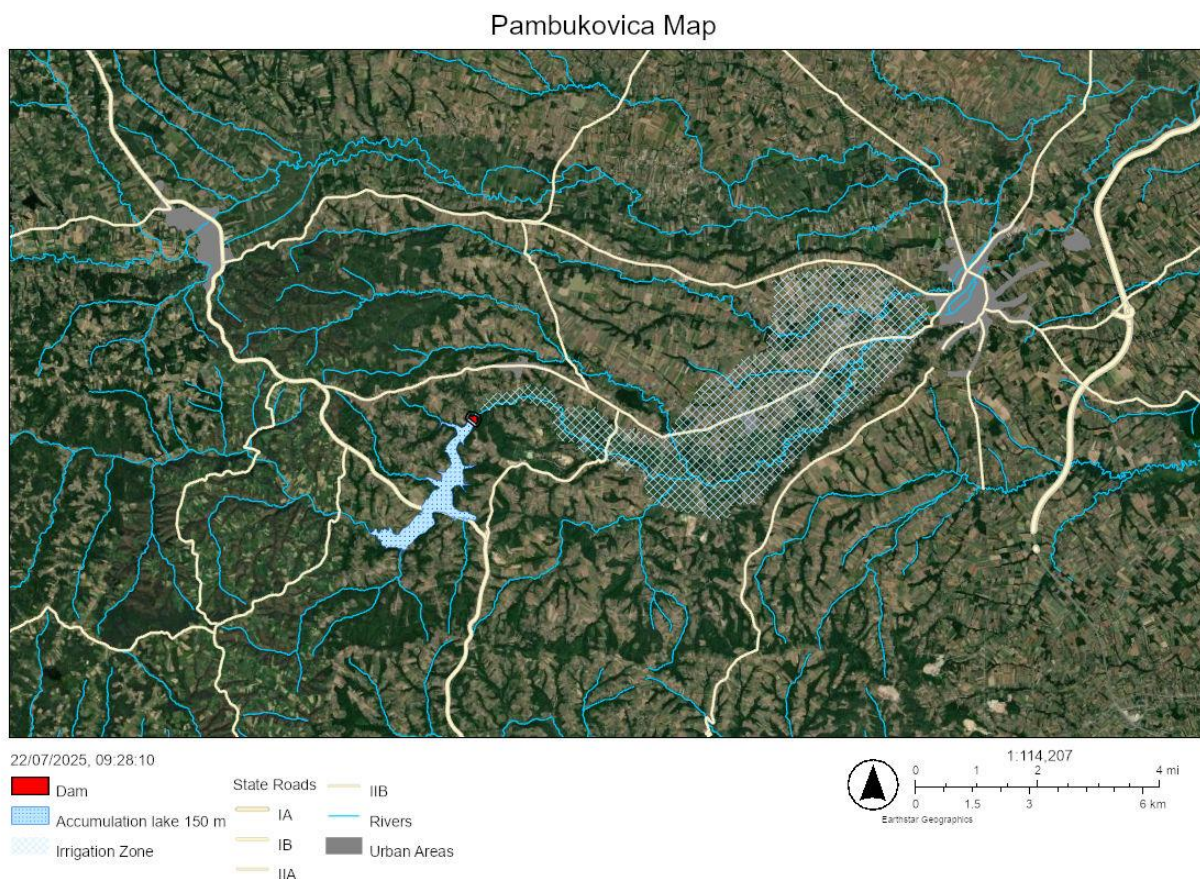 Pambukovica Map
22/07/2025, 09:28:10
Dam
Accumulation lake 150 m
Irrigation Zone
State Roads
IA
IB
IIA
IIB
Rivers
Urban Areas
1:114,207
0 1 2 4 mi
0 1.5 3 6 km
Earthstar Geographics